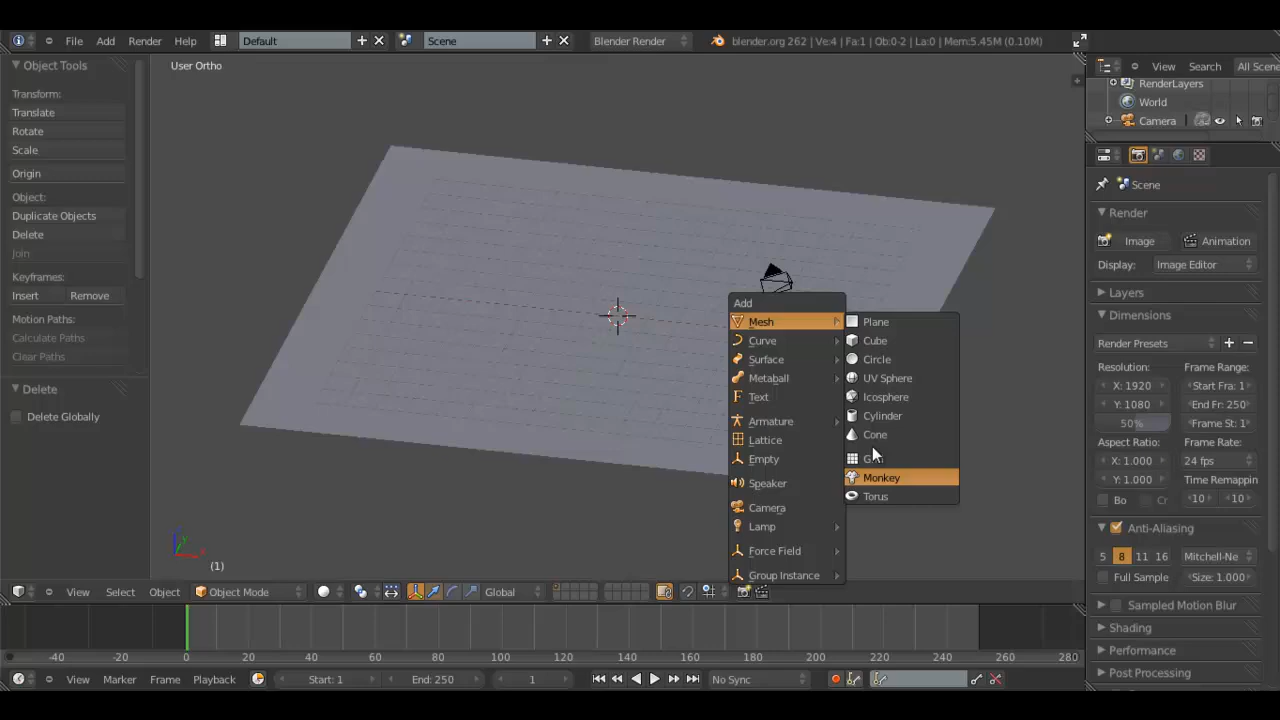 File Add Render Help Default Scene Blender Render blender.org 262 | Ve:4 | Fa:1 | Ob:0-2 | La:0 | Mem:5.45M (0.10M)
Object Tools
Transform:
Translate
Rotate
Scale
Origin
Object:
Duplicate Objects
Delete
Join
Keyframes:
Insert Remove
Motion Paths:
Calculate Paths
Clear Paths
Delete
Delete Globally
User Ortho
(1)
Add
Mesh
Curve
Surface
Metaball
Text
Armature
Lattice
Empty
Speaker
Camera
Lamp
Force Field
Group Instance
Plane
Cube
Circle
UV Sphere
Icosphere
Cylinder
Cone
Monkey
Torus
View Select Object Object Mode Global
View Search All Scene
RenderLayers
World
Camera
Scene
Render
Image Animation
Display: Image Editor
Layers
Dimensions
Render Presets
Resolution: Frame Range:
X: 1920 Start Fra: 1
Y: 1080 End Fr: 250
50% Frame St: 1
Aspect Ratio: Frame Rate:
X: 1.000 24 fps
Y: 1.000 Time Remappin
Bo Cr 10 10
Anti-Aliasing
5 8 11 16 Mitchell-Ne
Full Sample Size: 1.000
Sampled Motion Blur
Shading
Performance
Post Processing
-40 -20 0 20 40 60 80 100 120 140 160 180 200 220 240 260 280
View Marker Frame Playback Start: 1 End: 250 1 No Sync